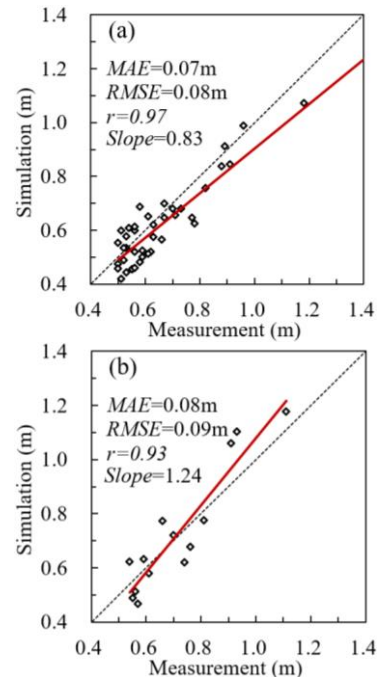 (a)
MAE=0.07m
RMSE=0.08m
r=0.97
Slope=0.83
Simulation (m)
1.4
1.2
1.0
0.8
0.6
0.4
0.4 0.6 0.8 1.0 1.2 1.4
Measurement (m)
(b)
MAE=0.08m
RMSE=0.09m
r=0.93
Slope=1.24
Simulation (m)
1.4
1.2
1.0
0.8
0.6
0.4
0.4 0.6 0.8 1.0 1.2 1.4
Measurement (m)